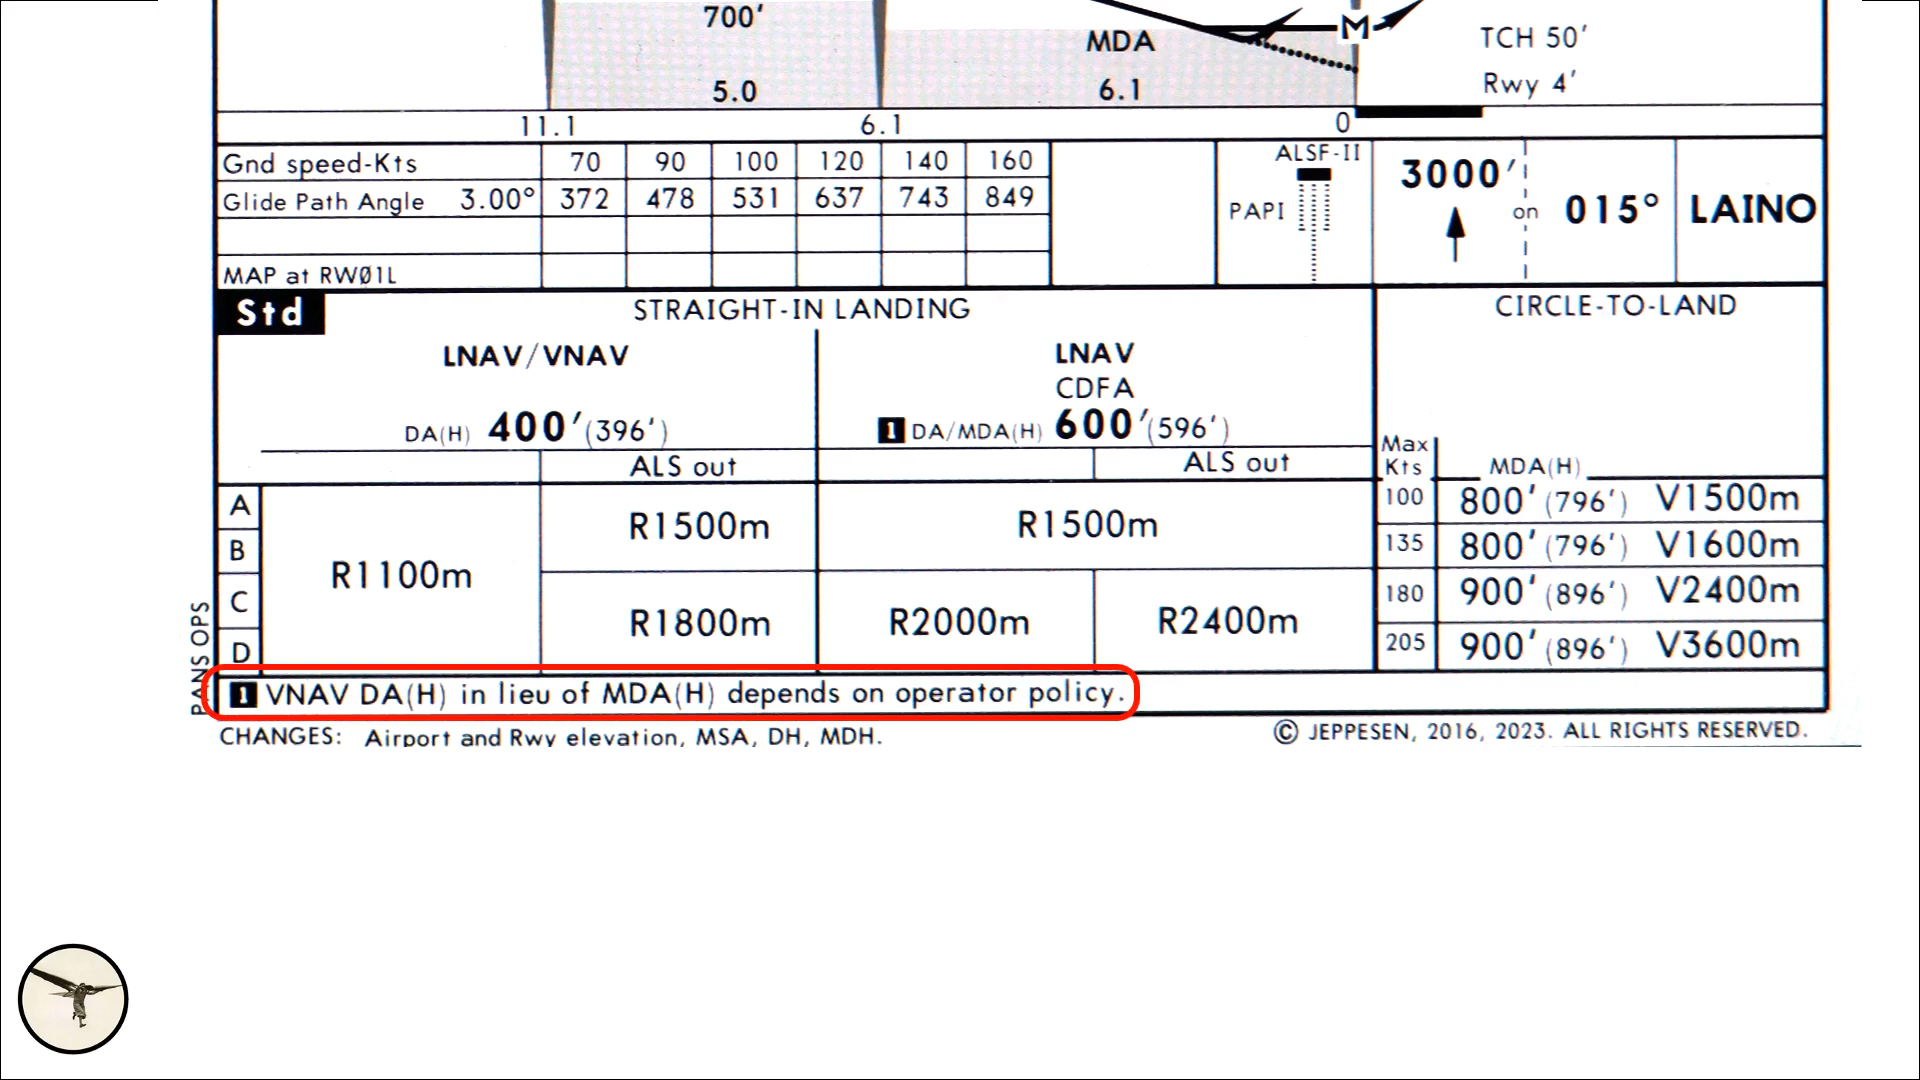 700'
MDA
M
TCH 50'
5.0
6.1
Rwy 4'
11.1
6.1
0
Gnd speed-Kts 70 90 100 120 140 160
Glide Path Angle 3.00° 372 478 531 637 743 849
MAP at RWØ1L
ALSF-II
PAPI
3000'
on
015°
LAINO
Std
STRAIGHT-IN LANDING
CIRCLE-TO-LAND
LNAV/VNAV
LNAV
CDFA
DA(H) 400'(396')
1 DA/MDA(H) 600'(596')
ALS out
ALS out
Max
Kts
MDA(H)
A
B
C
D
R1100m
R1500m
R1800m
R1500m
R2000m
R2400m
100 800' (796') V1500m
135 800' (796') V1600m
180 900' (896') V2400m
205 900' (896') V3600m
PANS OPS
1 VNAV DA(H) in lieu of MDA(H) depends on operator policy.
CHANGES: Airport and Rwy elevation, MSA, DH, MDH.
© JEPPESEN, 2016, 2023. ALL RIGHTS RESERVED.